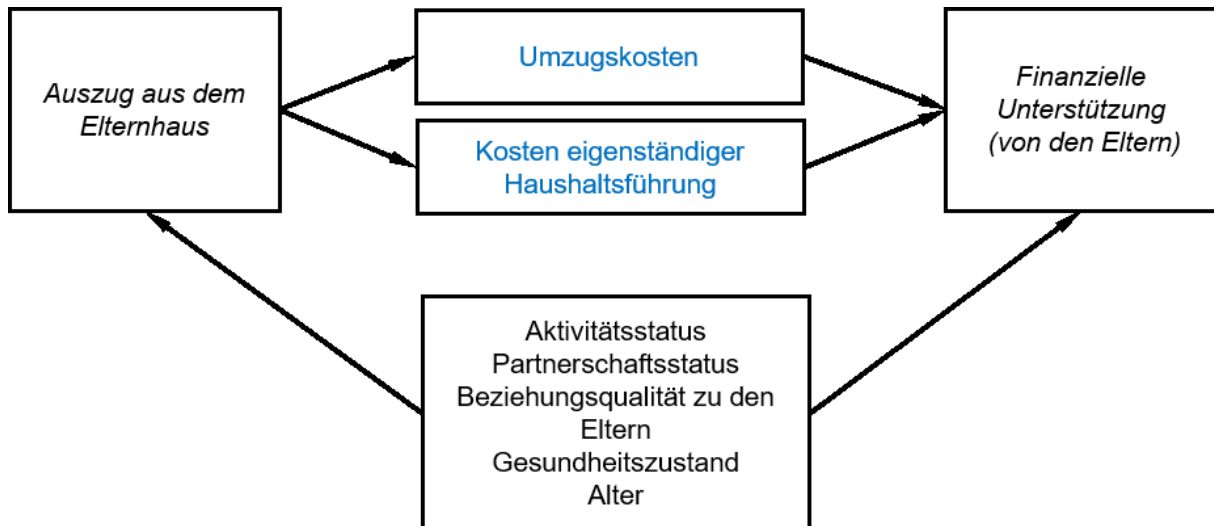 Auszug aus dem
Elternhaus
Umzugskosten
Kosten eigenständiger
Haushaltsführung
Finanzielle
Unterstützung
(von den Eltern)
Aktivitätsstatus
Partnerschaftsstatus
Beziehungsqualität zu den
Eltern
Gesundheitszustand
Alter